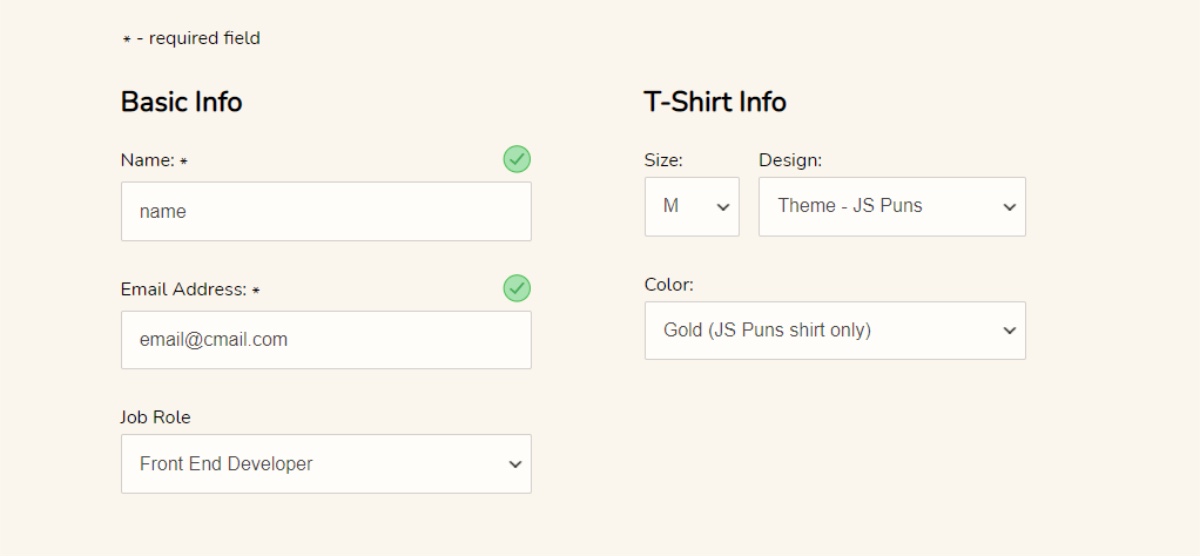 * - required field
Basic Info
Name: *
name
Email Address: *
email@cmail.com
Job Role
Front End Developer
T-Shirt Info
Size:
Design:
M
Theme - JS Puns
Color:
Gold (JS Puns shirt only)